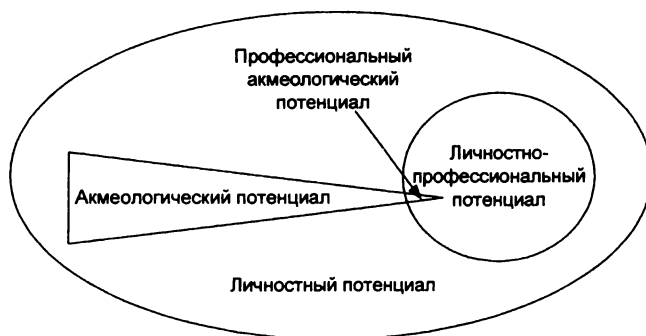 Профессиональный
акмеологический
потенциал
Личностно-
профессиональный
потенциал
Акмеологический потенциал
Личностный потенциал